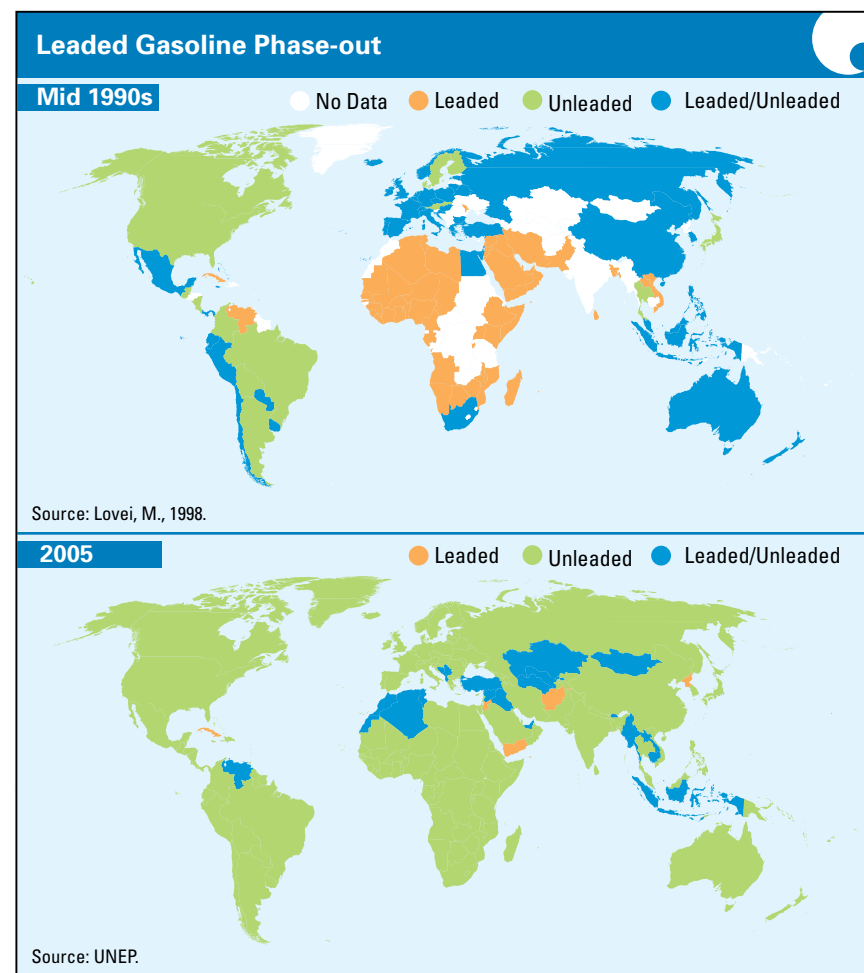 Leaded Gasoline Phase-out
Mid 1990s
No Data Leaded Unleaded Leaded/Unleaded
Source: Lovei, M., 1998.
2005
Leaded Unleaded Leaded/Unleaded
Source: UNEP.